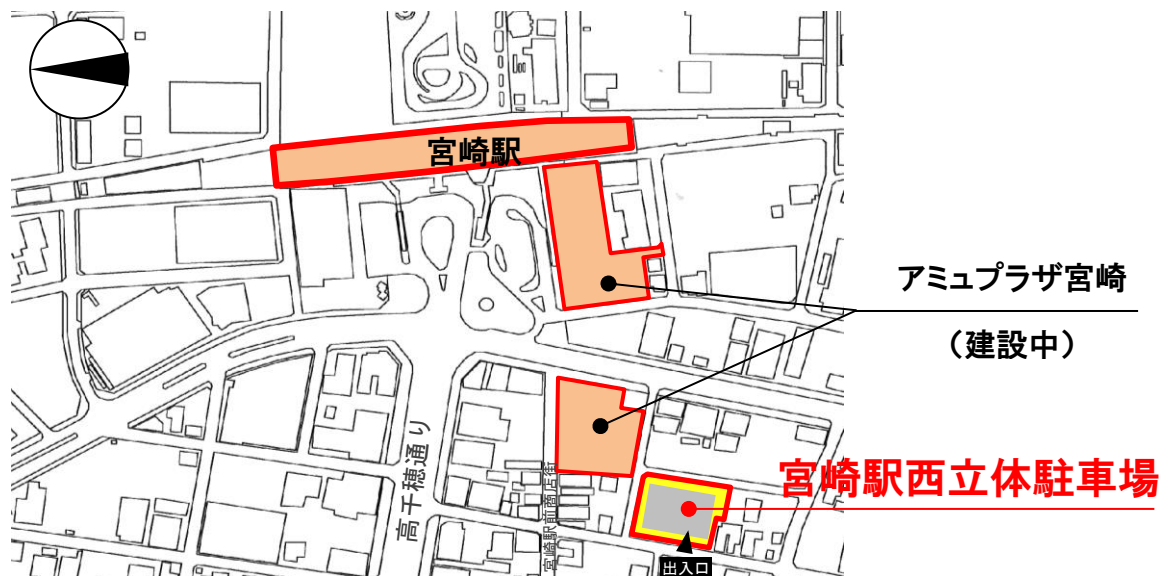 宮崎駅
アミュプラザ宮崎
（建設中）
高千穂通り
宮崎駅前商店街
宮崎駅西立体駐車場
出入口